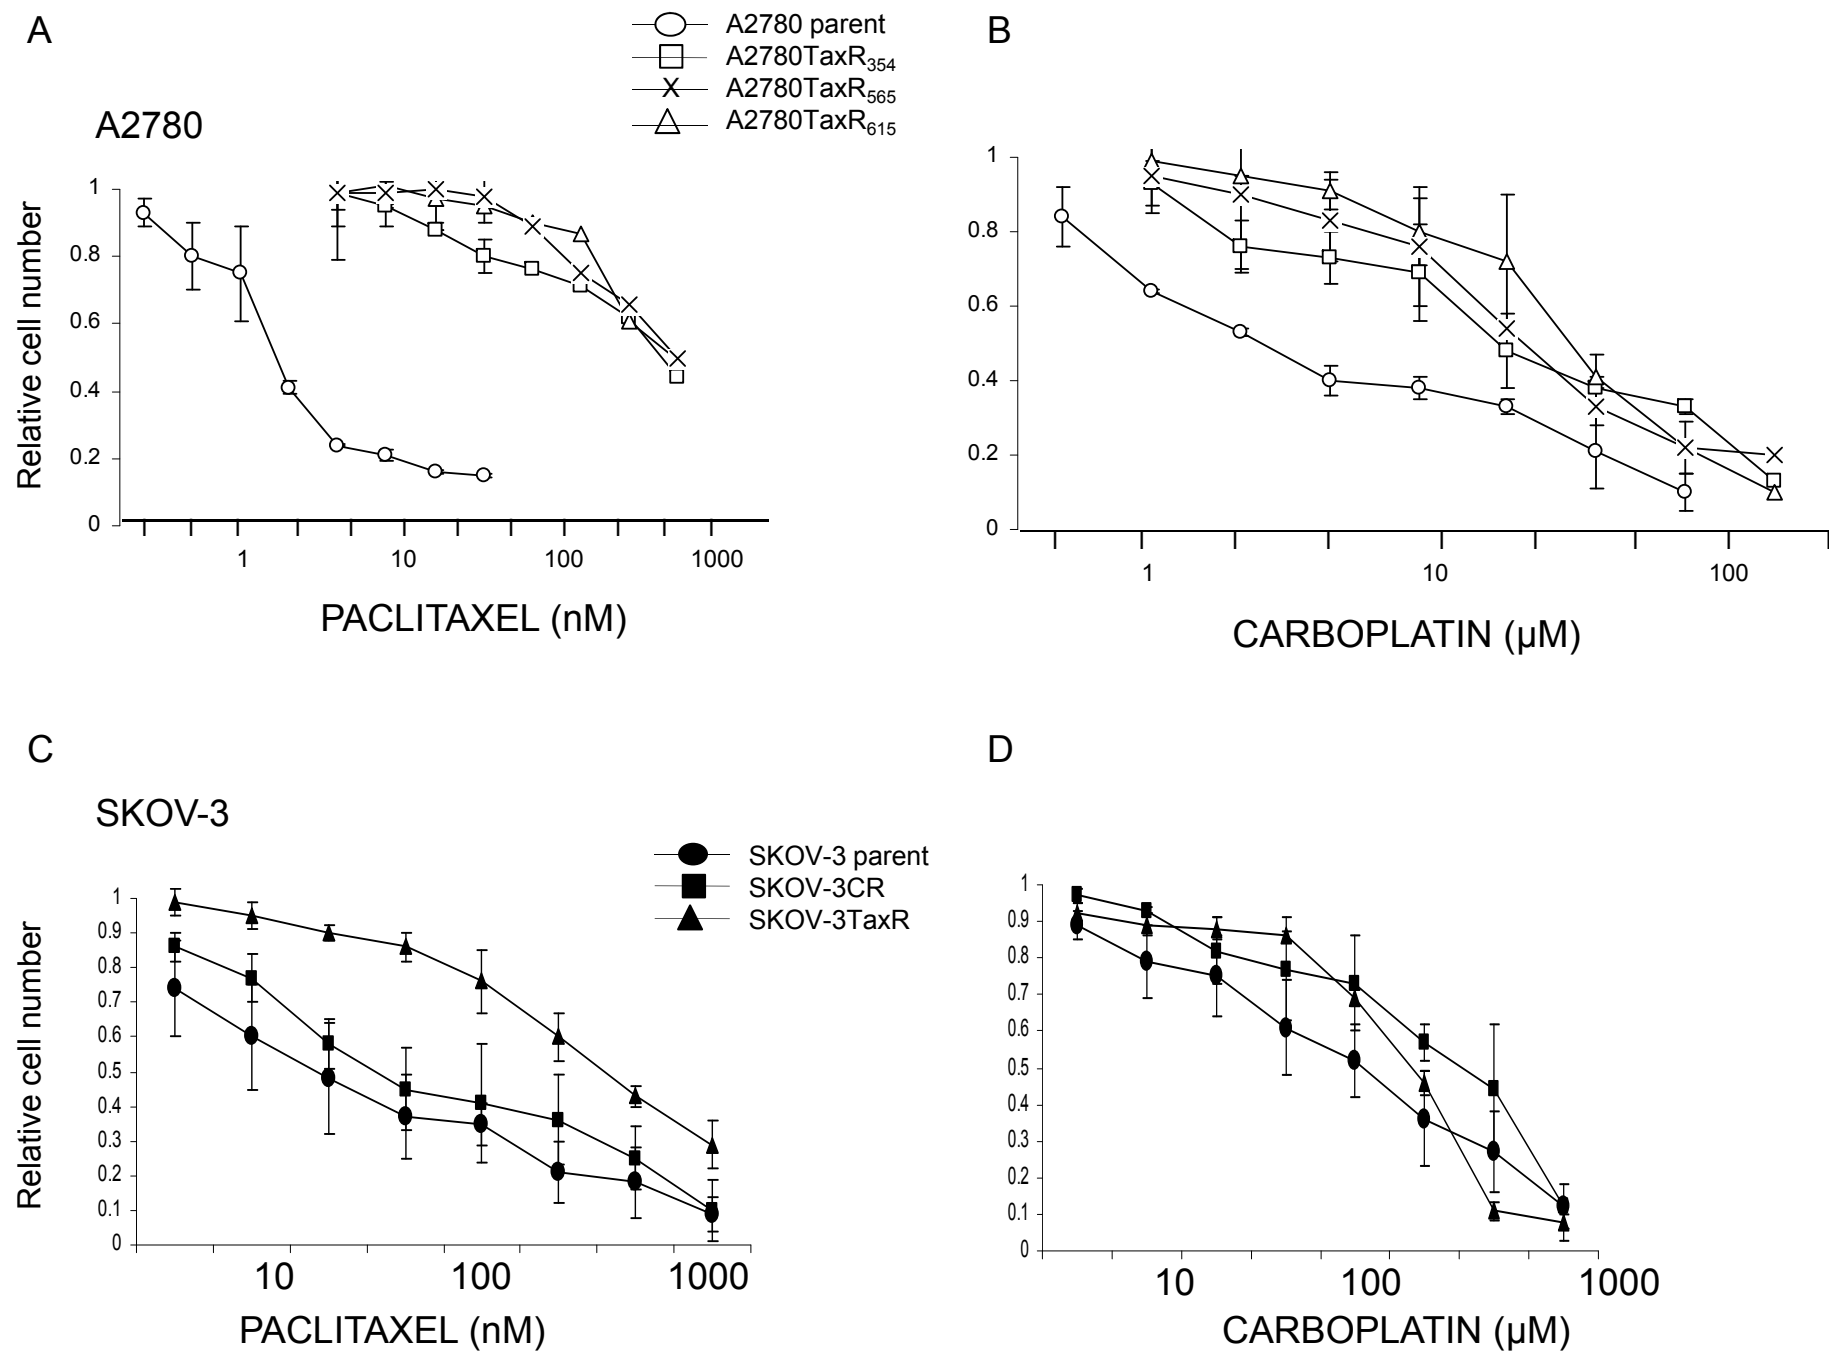 A
A2780 parent
A2780TaxR354
A2780TaxR565
A2780TaxR615
A2780
Relative cell number
1
0.8
0.6
0.4
0.2
0
1 10 100 1000
PACLITAXEL (nM)
B
1
0.8
0.6
0.4
0.2
0
1 10 100
CARBOPLATIN (µM)
C
SKOV-3
SKOV-3 parent
SKOV-3CR
SKOV-3TaxR
Relative cell number
1
0.9
0.8
0.7
0.6
0.5
0.4
0.3
0.2
0.1
0
10 100 1000
PACLITAXEL (nM)
D
1
0.9
0.8
0.7
0.6
0.5
0.4
0.3
0.2
0.1
0
10 100 1000
CARBOPLATIN (µM)